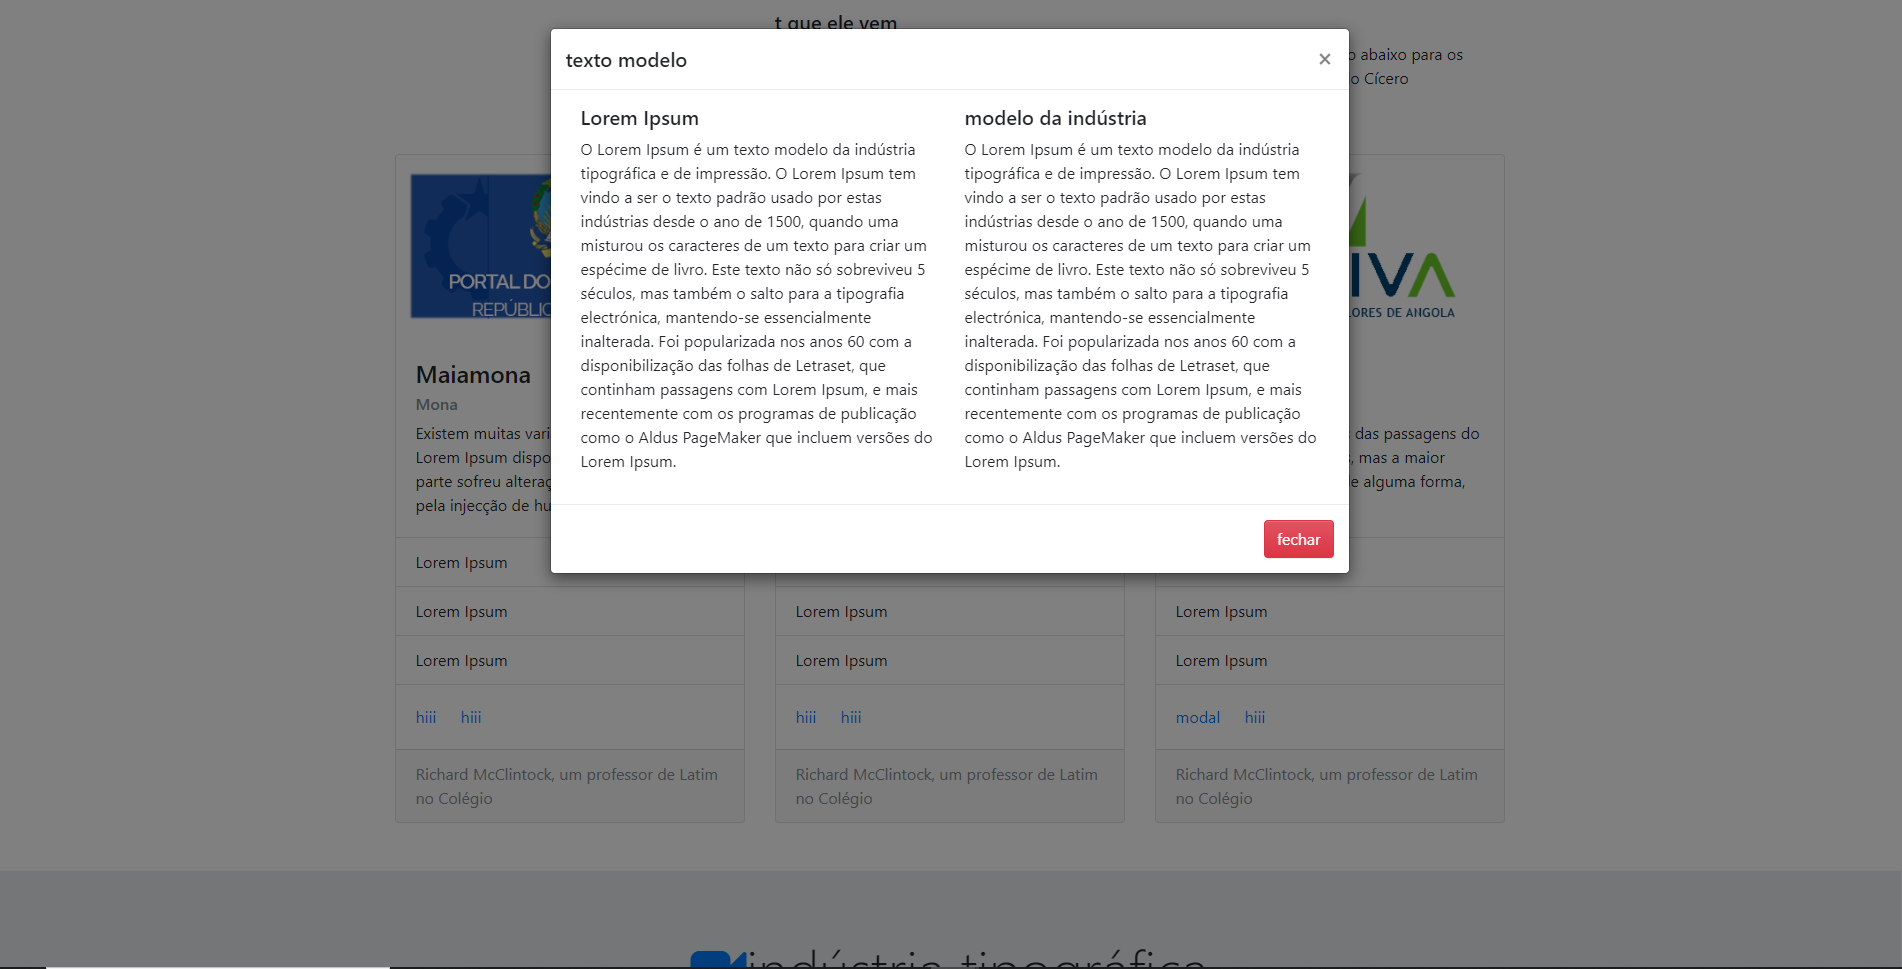 t que ele vem
o abaixo para os
o Cícero
texto modelo
×
Lorem Ipsum
O Lorem Ipsum é um texto modelo da indústria
tipográfica e de impressão. O Lorem Ipsum tem
vindo a ser o texto padrão usado por estas
indústrias desde o ano de 1500, quando uma
misturou os caracteres de um texto para criar um
espécime de livro. Este texto não só sobreviveu 5
séculos, mas também o salto para a tipografia
electrónica, mantendo-se essencialmente
inalterada. Foi popularizada nos anos 60 com a
disponibilização das folhas de Letraset, que
continham passagens com Lorem Ipsum, e mais
recentemente com os programas de publicação
como o Aldus PageMaker que incluem versões do
Lorem Ipsum.
modelo da indústria
O Lorem Ipsum é um texto modelo da indústria
tipográfica e de impressão. O Lorem Ipsum tem
vindo a ser o texto padrão usado por estas
indústrias desde o ano de 1500, quando uma
misturou os caracteres de um texto para criar um
espécime de livro. Este texto não só sobreviveu 5
séculos, mas também o salto para a tipografia
electrónica, mantendo-se essencialmente
inalterada. Foi popularizada nos anos 60 com a
disponibilização das folhas de Letraset, que
continham passagens com Lorem Ipsum, e mais
recentemente com os programas de publicação
como o Aldus PageMaker que incluem versões do
Lorem Ipsum.
fechar
PORTAL DO
REPÚBLIC
Maiamona
Mona
Existem muitas vari
Lorem Ipsum dispo
parte sofreu alteraç
pela injecção de hu
Lorem Ipsum
Lorem Ipsum
Lorem Ipsum
hiii hiii
Richard McClintock, um professor de Latim
no Colégio
Lorem Ipsum
Lorem Ipsum
hiii hiii
Richard McClintock, um professor de Latim
no Colégio
IVA
LORES DE ANGOLA
das passagens do
, mas a maior
e alguma forma,
Lorem Ipsum
Lorem Ipsum
modal hiii
Richard McClintock, um professor de Latim
no Colégio
indústria tipográfica